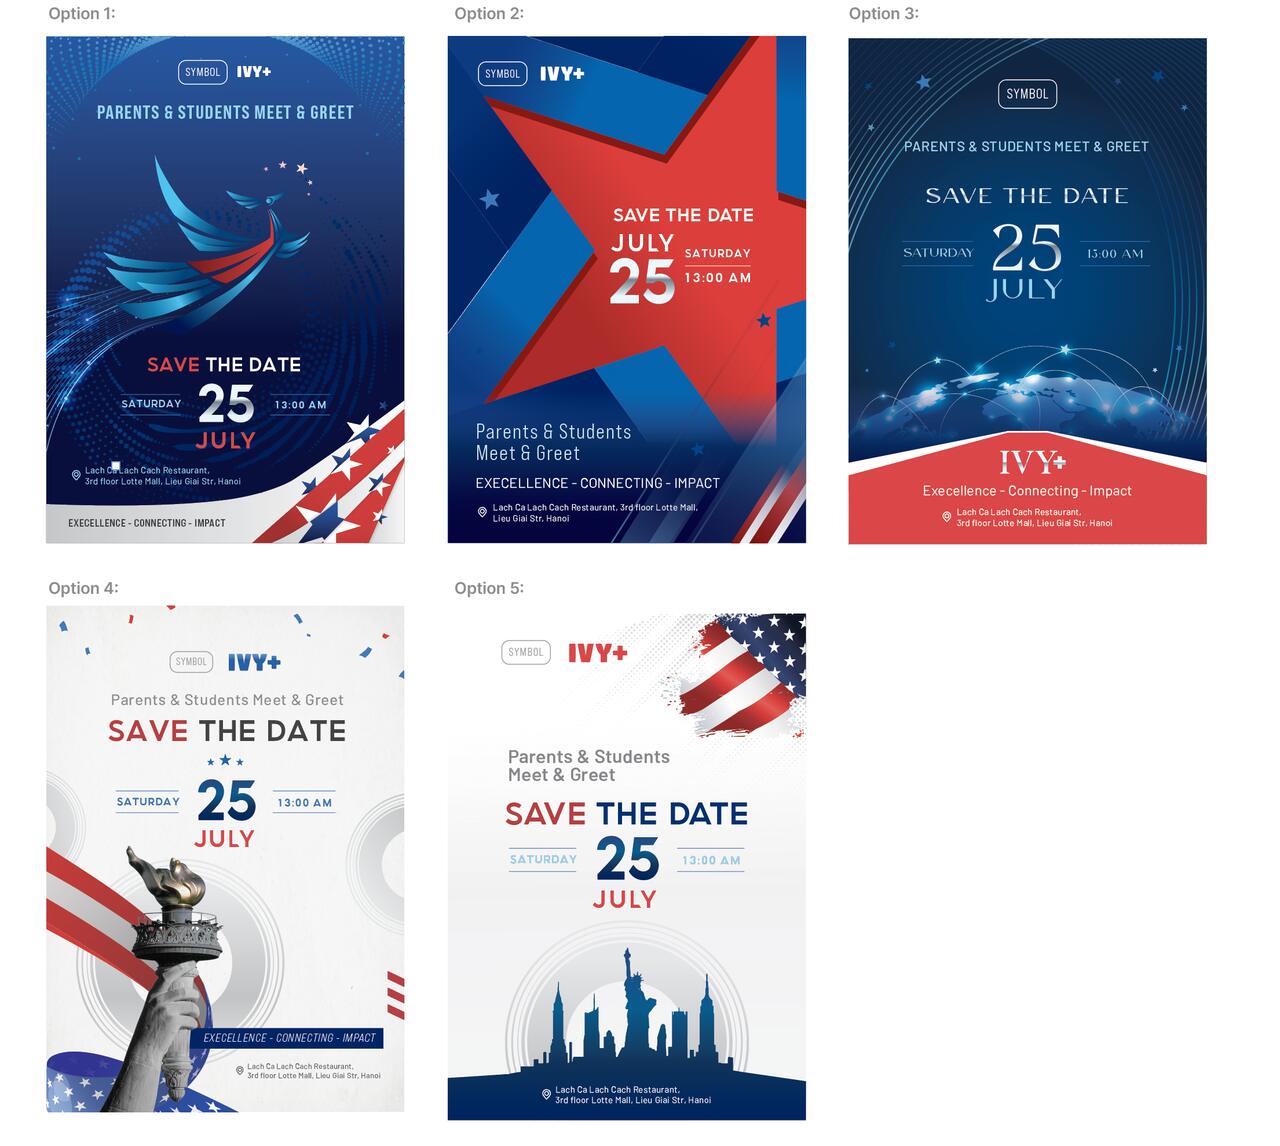 Option 1:
SYMBOL IVY+
PARENTS & STUDENTS MEET & GREET
SAVE THE DATE
SATURDAY 25 13:00 AM
JULY
Lach Ca Lach Cach Restaurant,
3rd floor Lotte Mall, Lieu Giai Str, Hanoi
EXECELLENCE - CONNECTING - IMPACT
Option 2:
SYMBOL IVY+
SAVE THE DATE
JULY
25
SATURDAY
13:00 AM
Parents & Students
Meet & Greet
EXECELLENCE - CONNECTING - IMPACT
Lach Ca Lach Cach Restaurant, 3rd floor Lotte Mall,
Lieu Giai Str, Hanoi
Option 3:
SYMBOL
PARENTS & STUDENTS MEET & GREET
SAVE THE DATE
SATURDAY 25 13:00 AM
JULY
IVY+
Execellence - Connecting - Impact
Lach Ca Lach Cach Restaurant,
3rd floor Lotte Mall, Lieu Giai Str, Hanoi
Option 4:
SYMBOL IVY+
Parents & Students Meet & Greet
SAVE THE DATE
SATURDAY 25 13:00 AM
JULY
EXECELLENCE - CONNECTING - IMPACT
Lach Ca Lach Cach Restaurant,
3rd floor Lotte Mall, Lieu Giai Str, Hanoi
Option 5:
SYMBOL IVY+
Parents & Students
Meet & Greet
SAVE THE DATE
SATURDAY 25 13:00 AM
JULY
Lach Ca Lach Cach Restaurant,
3rd floor Lotte Mall, Lieu Giai Str, Hanoi